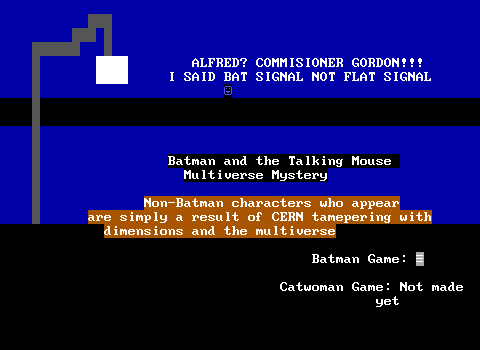 ALFRED? COMMISIONER GORDON!!!
I SAID BAT SIGNAL NOT FLAT SIGNAL
Batman and the Talking Mouse
Multiverse Mystery
Non-Batman characters who appear
are simply a result of CERN tamepering with
dimensions and the multiverse
Batman Game:
Catwoman Game: Not made
yet